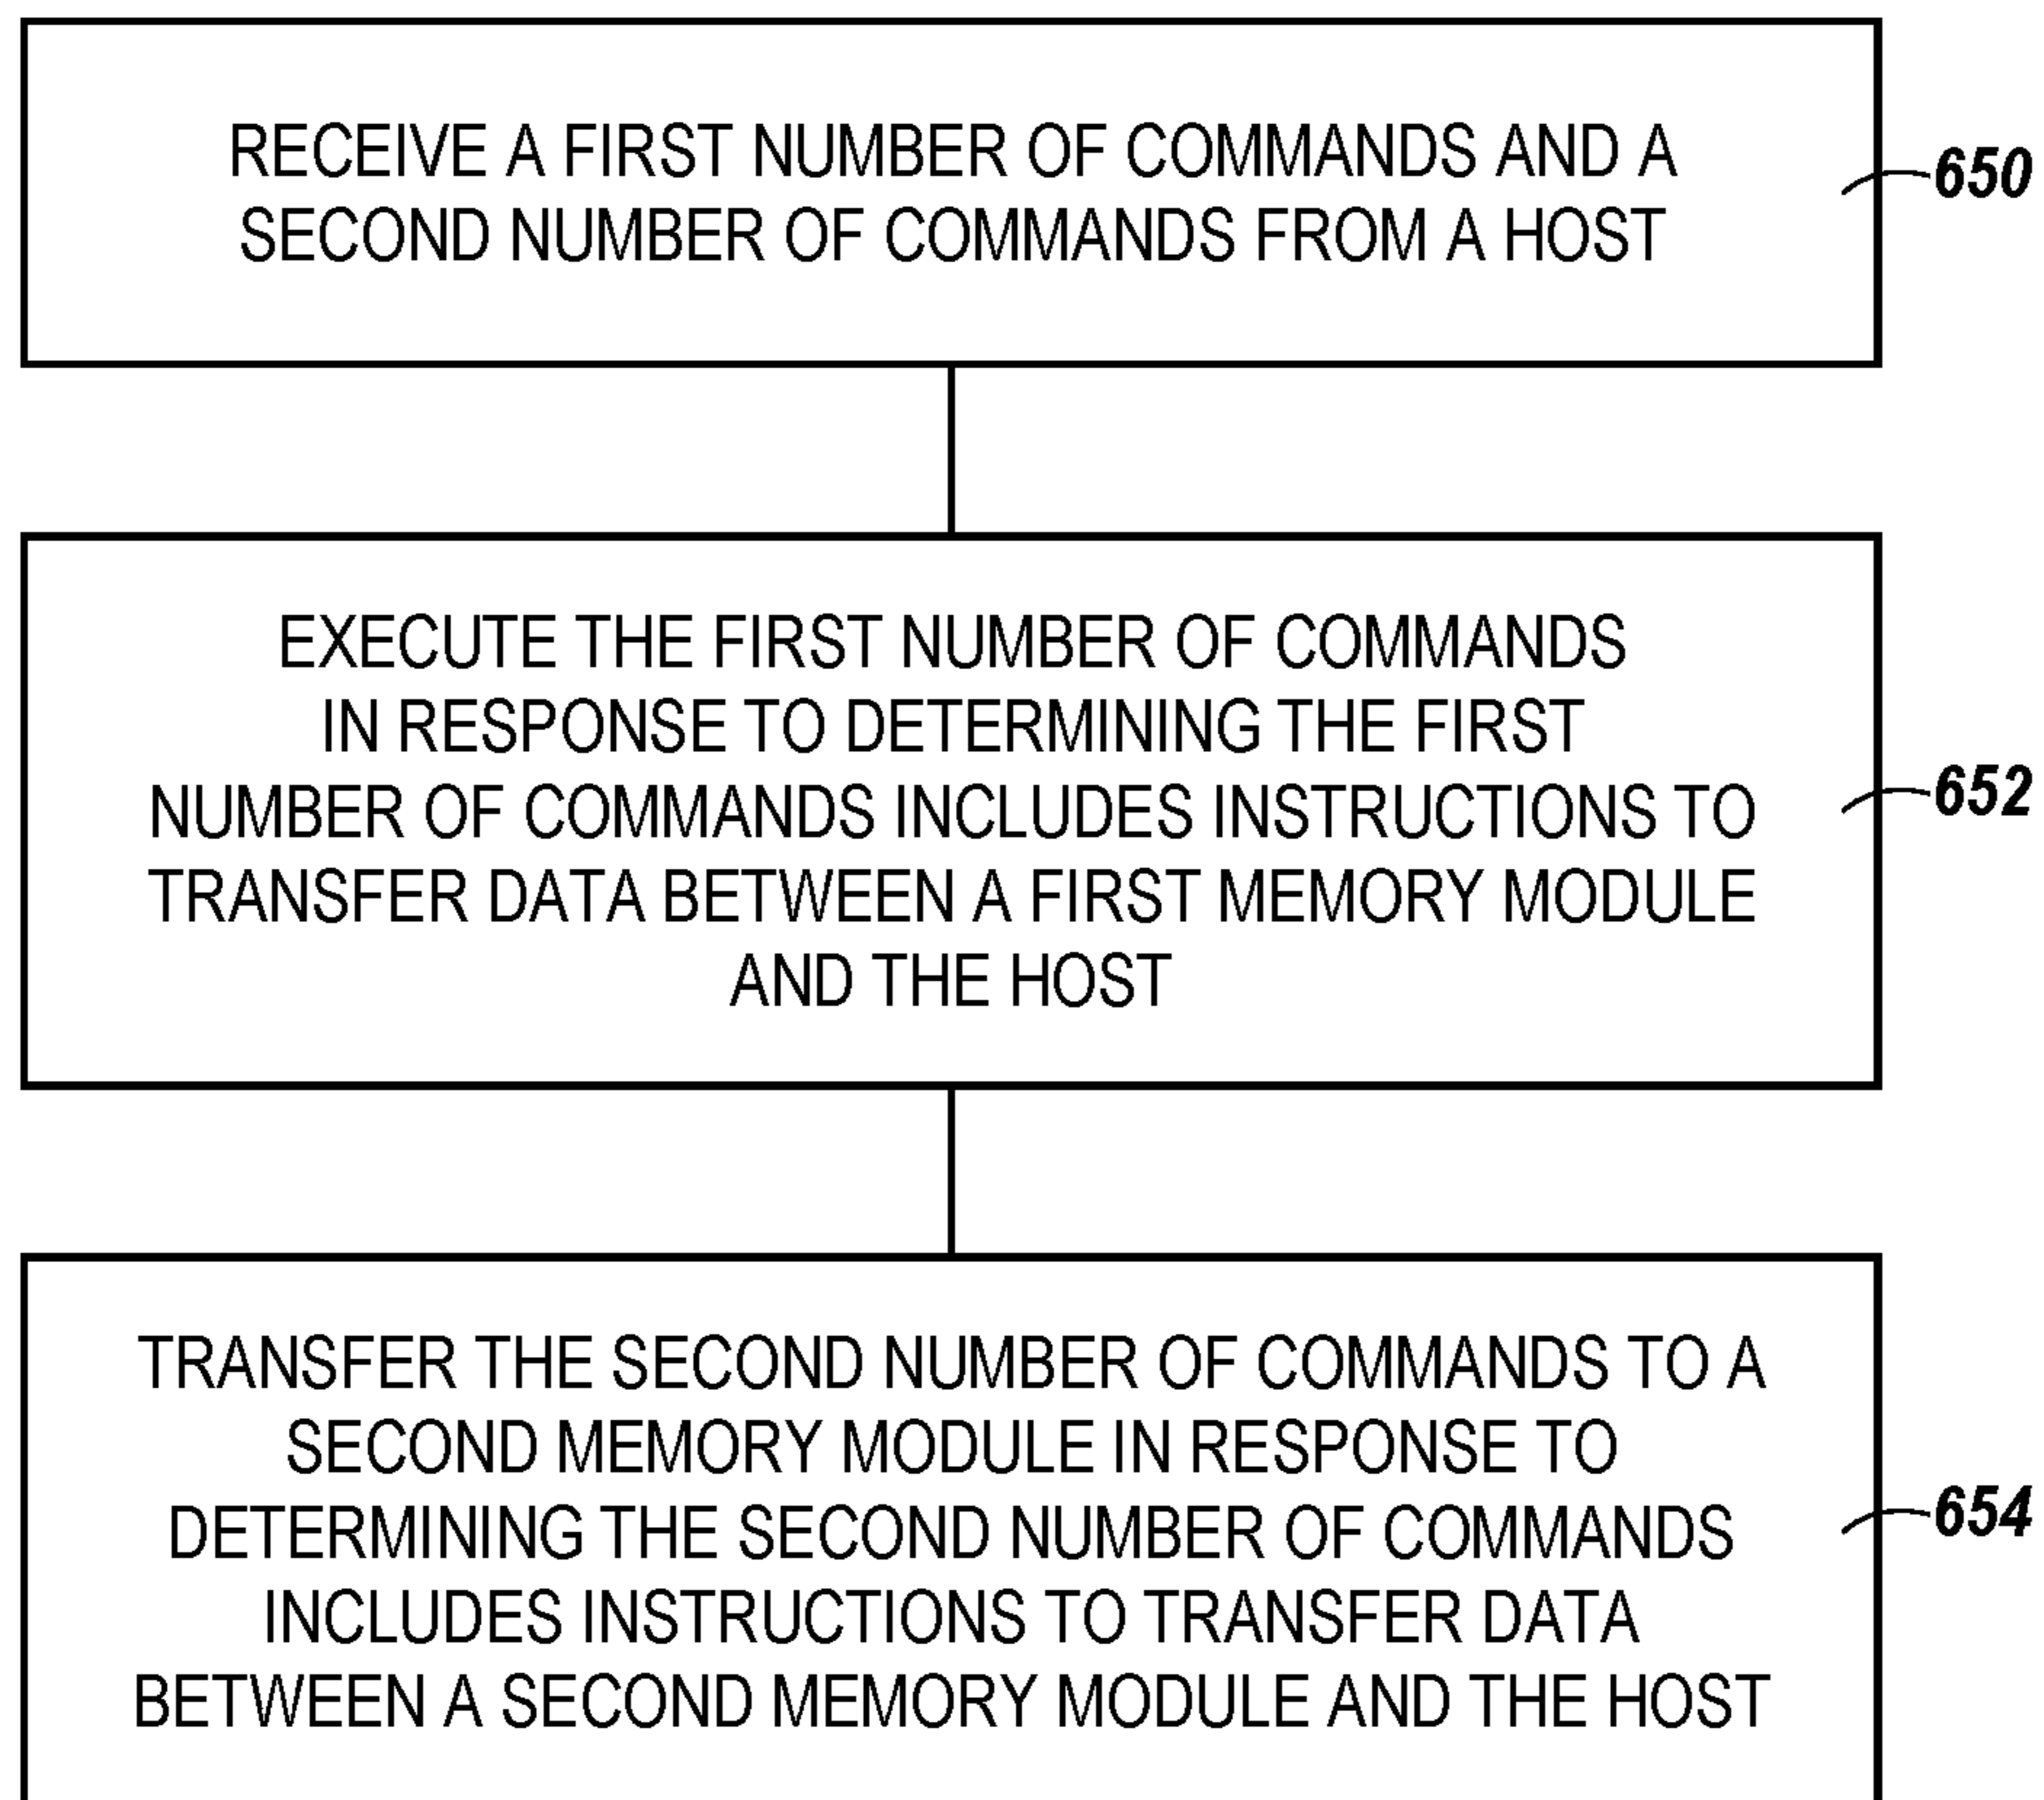 RECEIVE A FIRST NUMBER OF COMMANDS AND A
SECOND NUMBER OF COMMANDS FROM A HOST
650
EXECUTE THE FIRST NUMBER OF COMMANDS
IN RESPONSE TO DETERMINING THE FIRST
NUMBER OF COMMANDS INCLUDES INSTRUCTIONS TO
TRANSFER DATA BETWEEN A FIRST MEMORY MODULE
AND THE HOST
652
TRANSFER THE SECOND NUMBER OF COMMANDS TO A
SECOND MEMORY MODULE IN RESPONSE TO
DETERMINING THE SECOND NUMBER OF COMMANDS
INCLUDES INSTRUCTIONS TO TRANSFER DATA
BETWEEN A SECOND MEMORY MODULE AND THE HOST
654